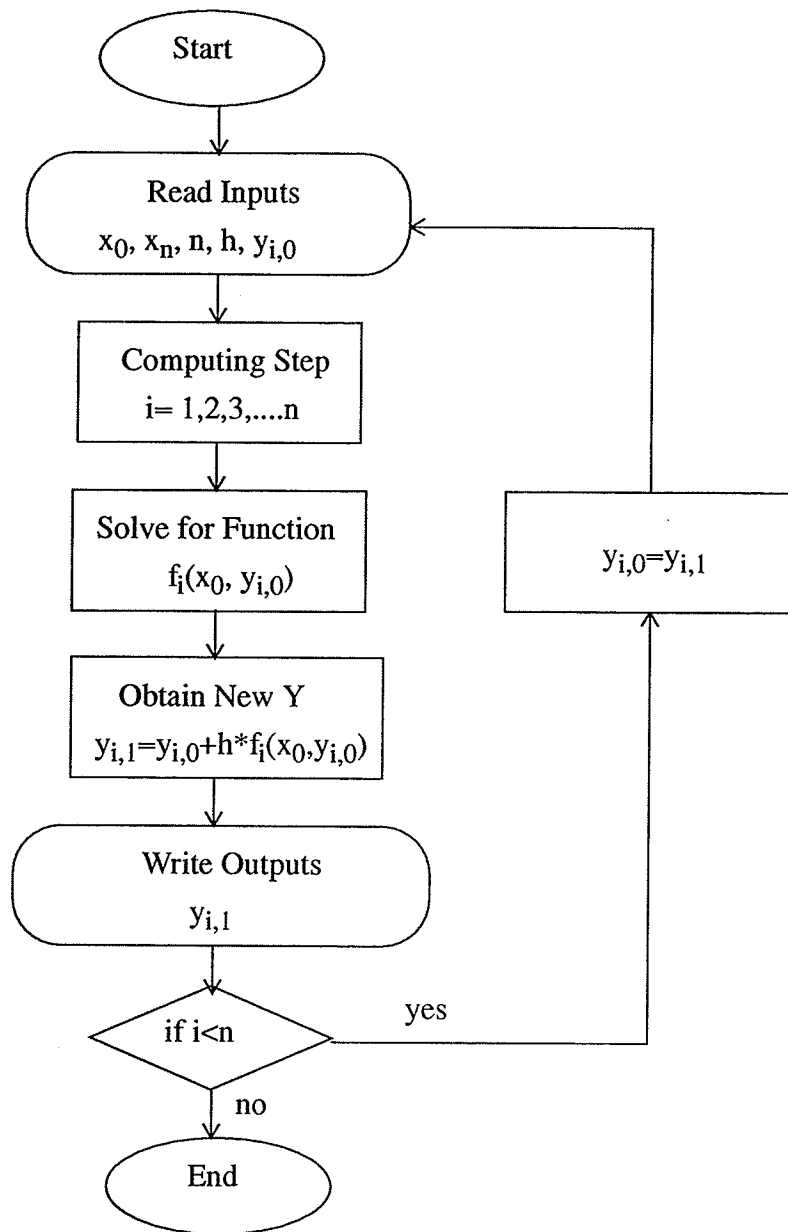 Start
Read Inputs
x0, xn, n, h, yi,0
Computing Step
i= 1,2,3,....n
Solve for Function
fi(x0, yi,0)
yi,0=yi,1
Obtain New Y
yi,1=yi,0+h*fi(x0,yi,0)
Write Outputs
yi,1
if i<n
yes
no
End